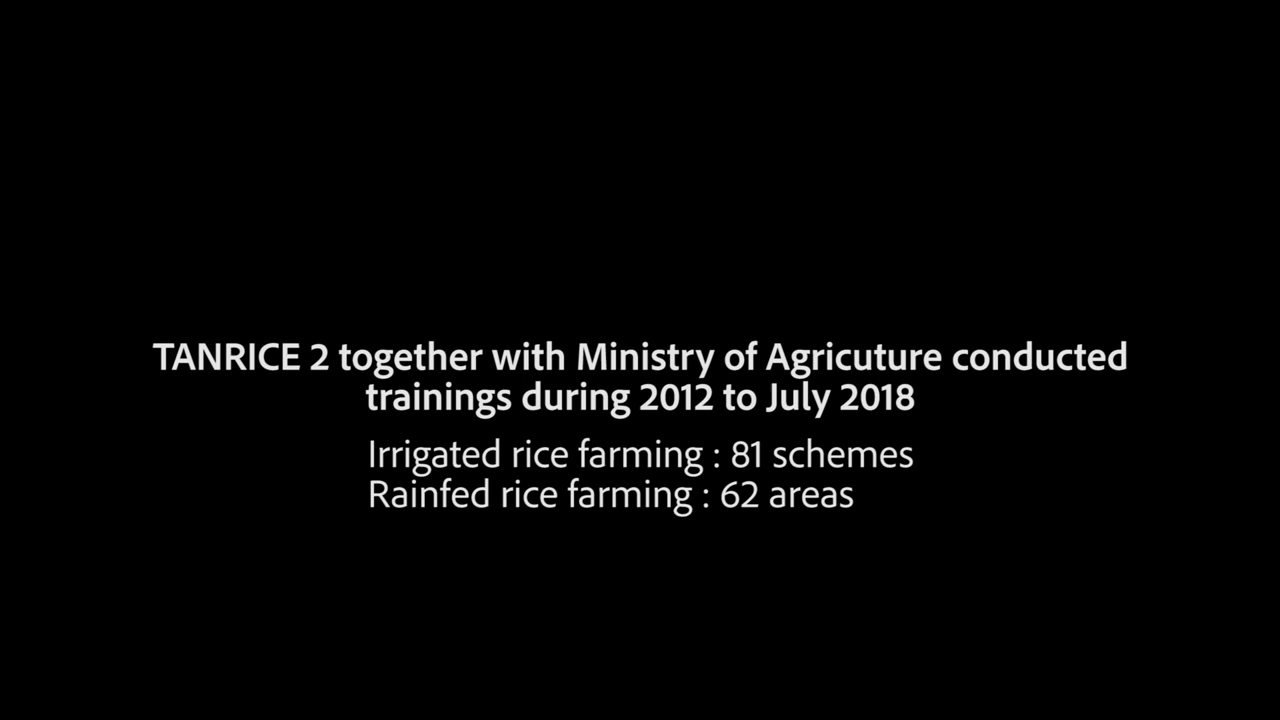 TANRICE 2 together with Ministry of Agricuture conducted
trainings during 2012 to July 2018
Irrigated rice farming : 81 schemes
Rainfed rice farming : 62 areas